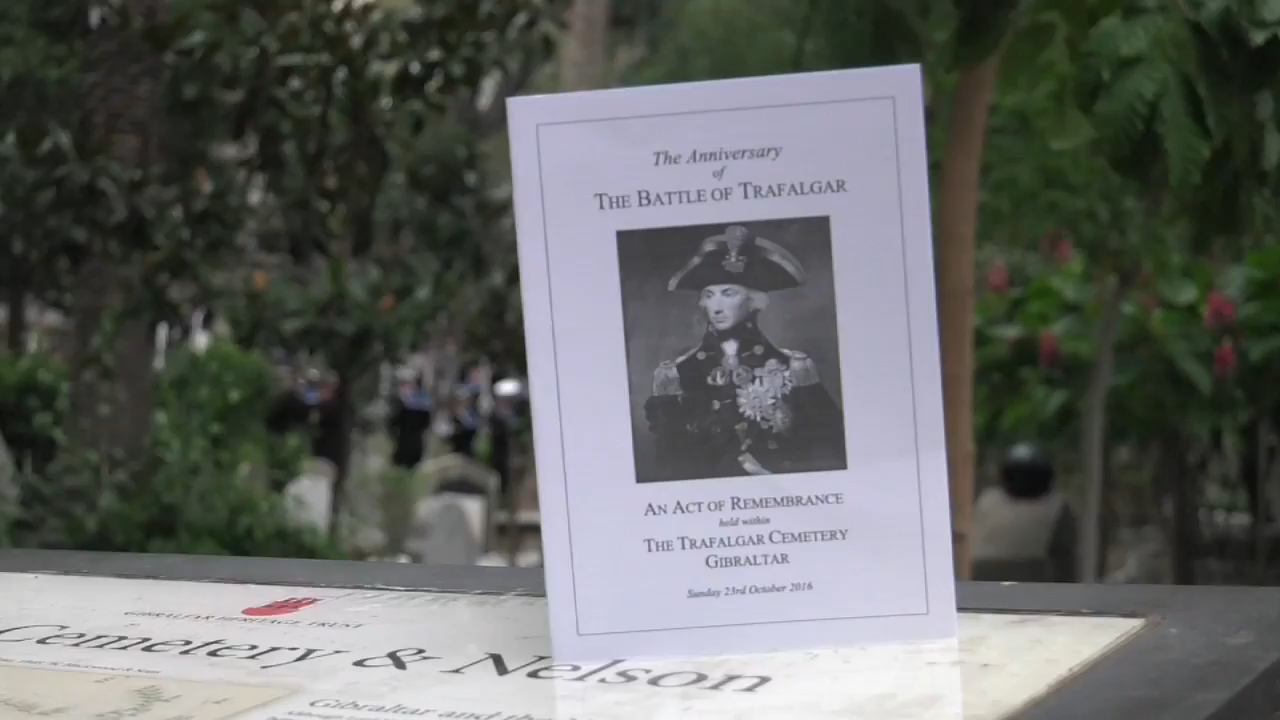 The Anniversary
of
THE BATTLE OF TRAFALGAR
AN ACT OF REMEMBRANCE
held within
THE TRAFALGAR CEMETERY
GIBRALTAR
Sunday 23rd October 2016
GIBRALTAR HERITAGE TRUST
Cemetery & Nelson
Gibraltar and the